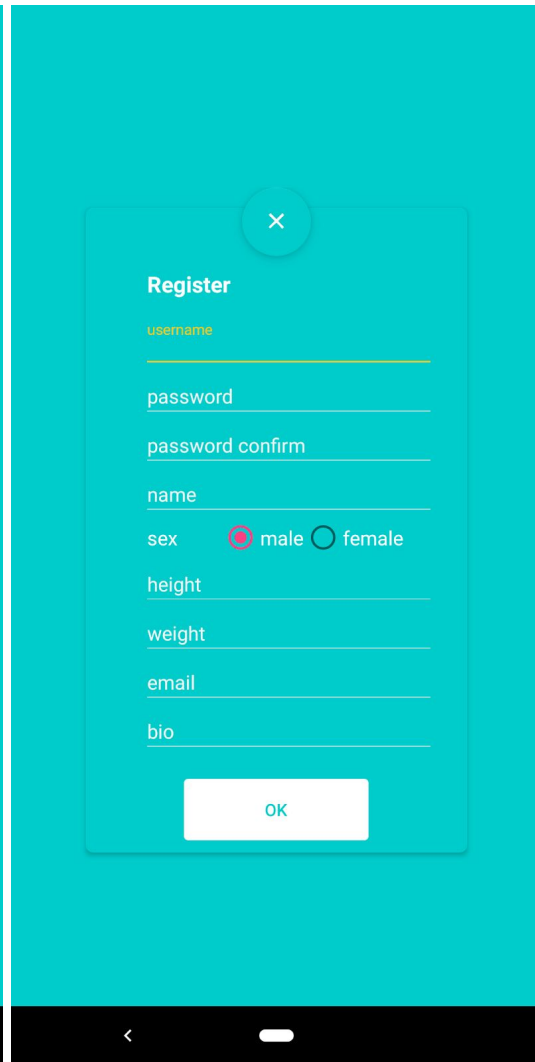 Register
username
password
password confirm
name
sex male female
height
weight
email
bio
OK